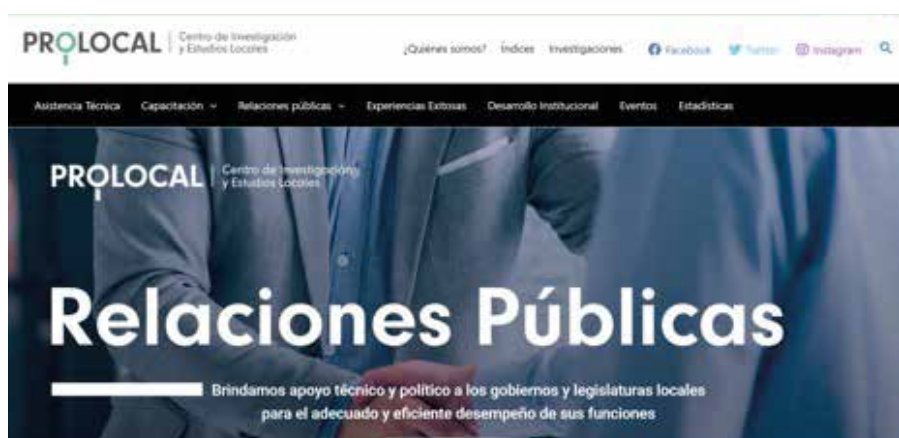 PROLOCAL Centro de Investigación
y Estudios Locales
¿Quiénes somos? Índices Investigaciones Facebook Twitter Instagram
Asistencia Técnica Capacitación Relaciones públicas Experiencias Exitosas Desarrollo Institucional Eventos Estadísticas
PROLOCAL Centro de Investigación
y Estudios Locales
Relaciones Públicas
Brindamos apoyo técnico y político a los gobiernos y legislaturas locales
para el adecuado y eficiente desempeño de sus funciones